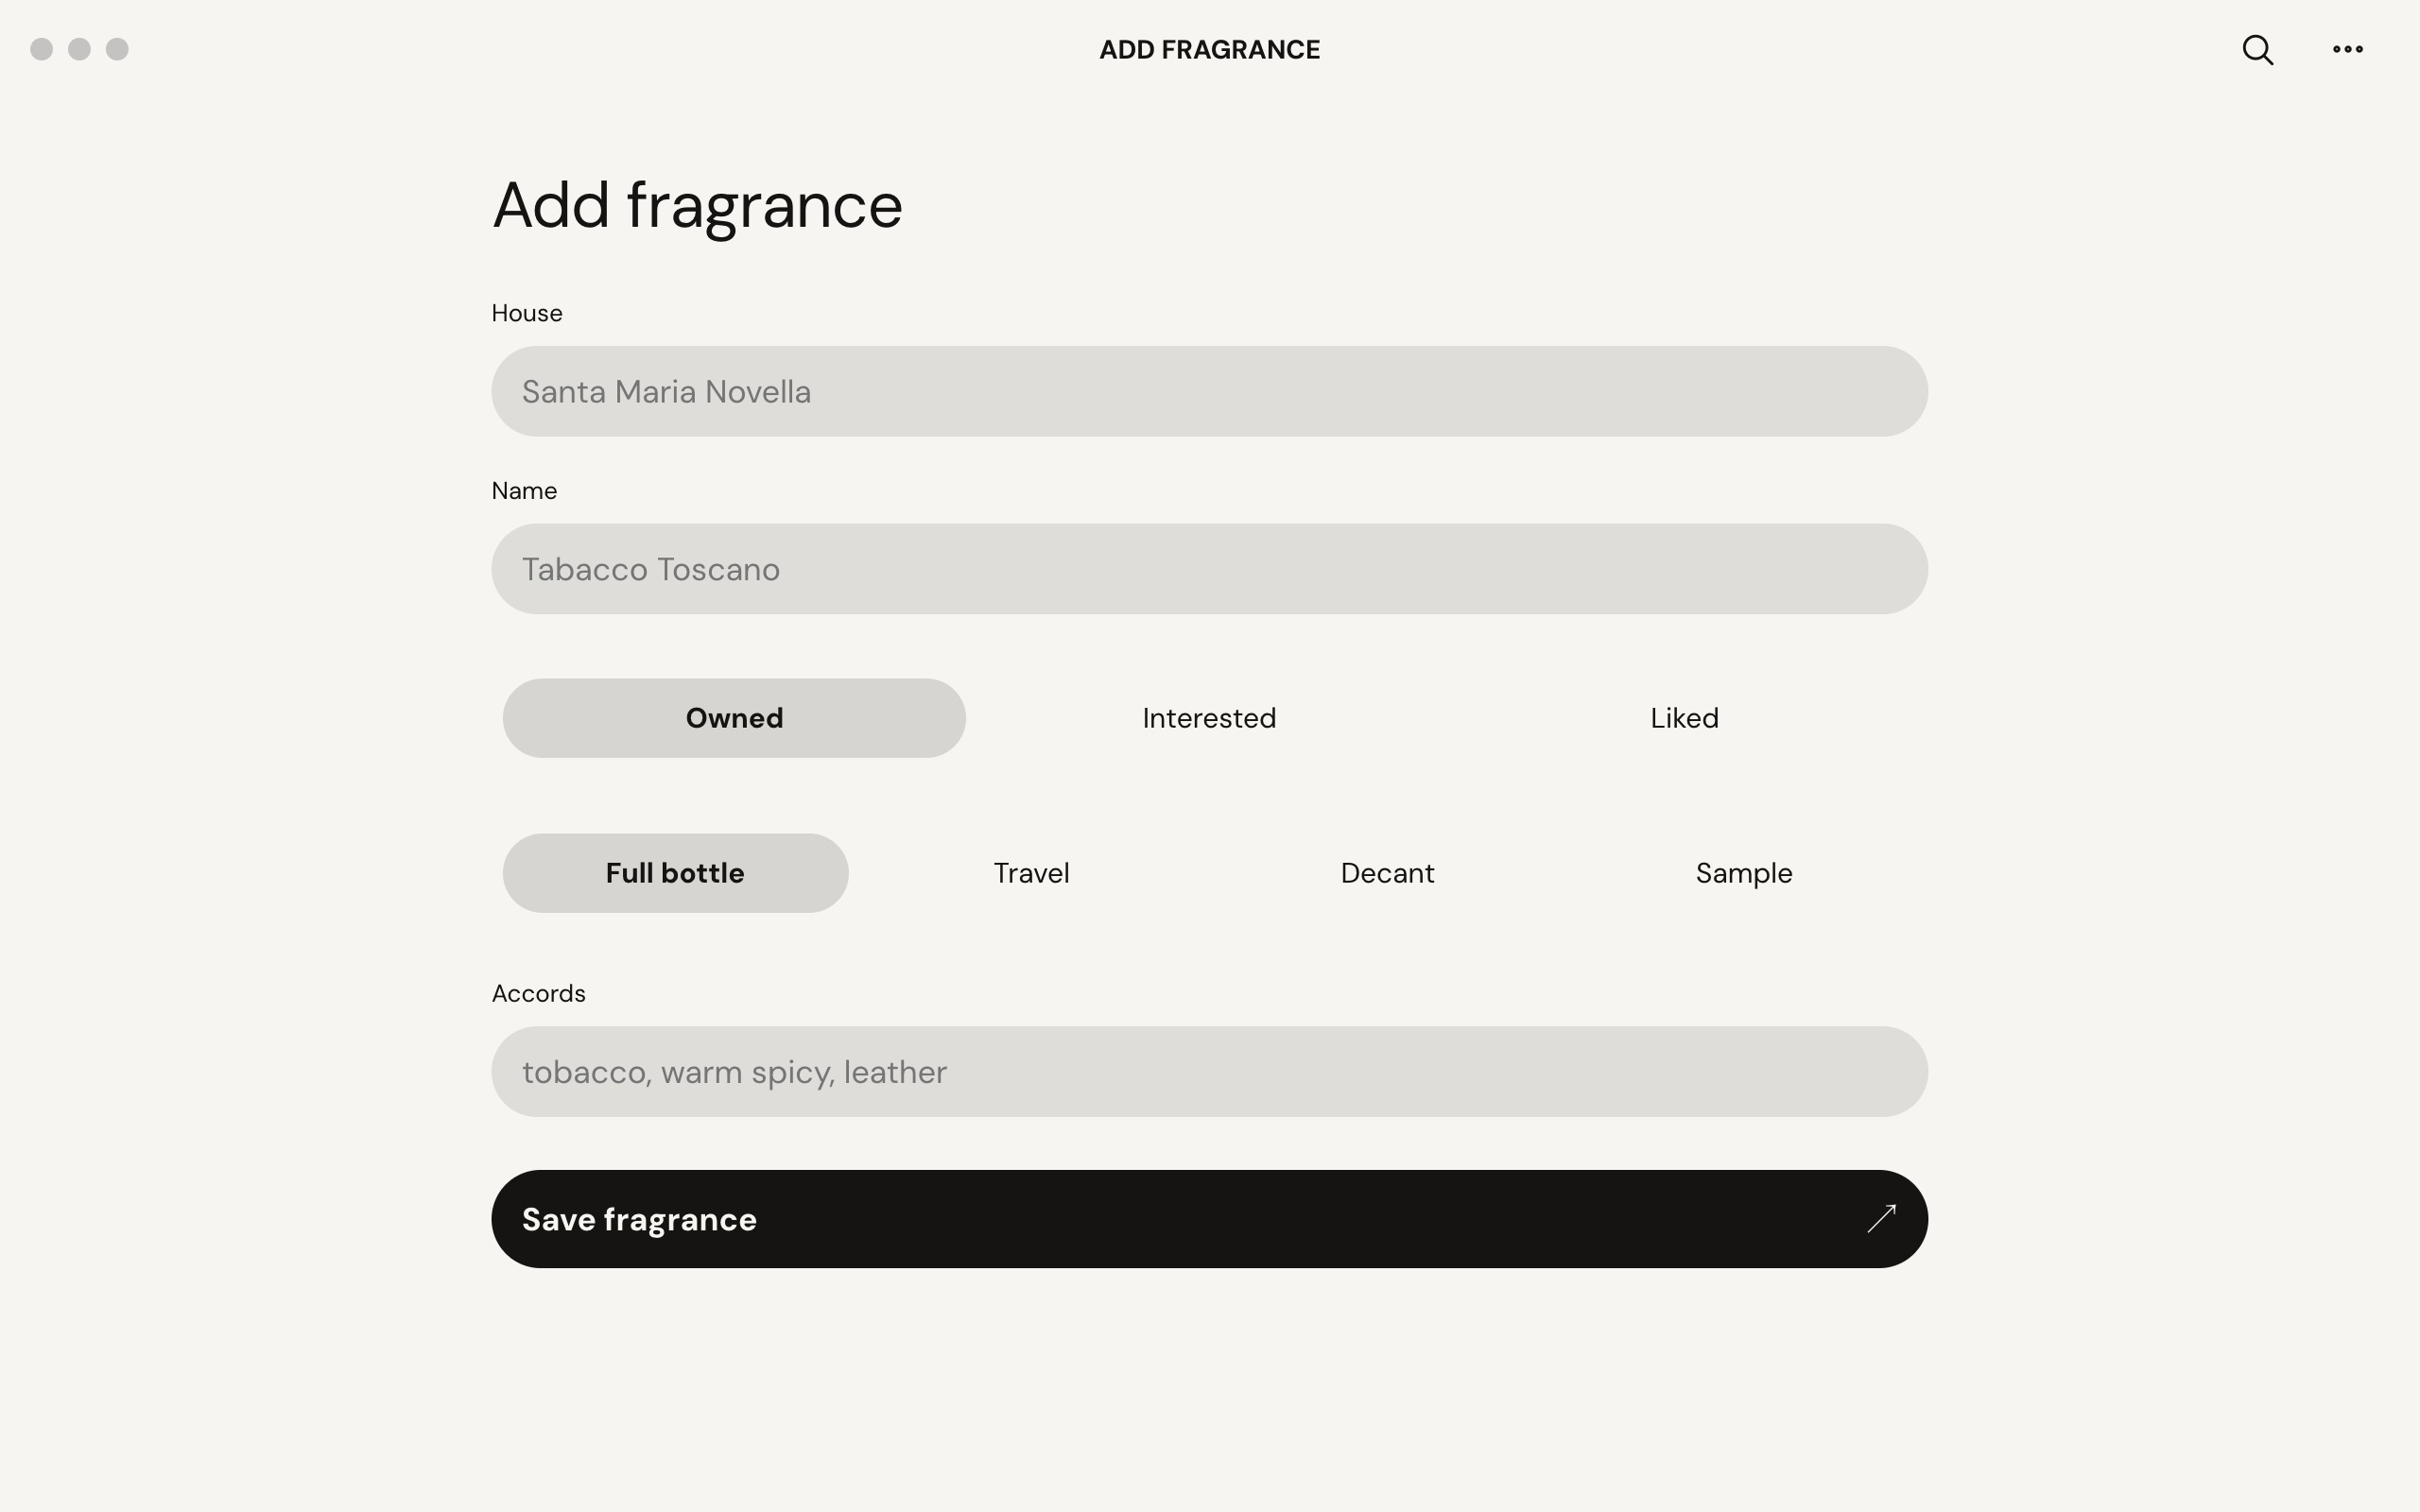 ADD FRAGRANCE
Add fragrance
House
Santa Maria Novella
Name
Tabacco Toscano
Owned Interested Liked
Full bottle Travel Decant Sample
Accords
tobacco, warm spicy, leather
Save fragrance